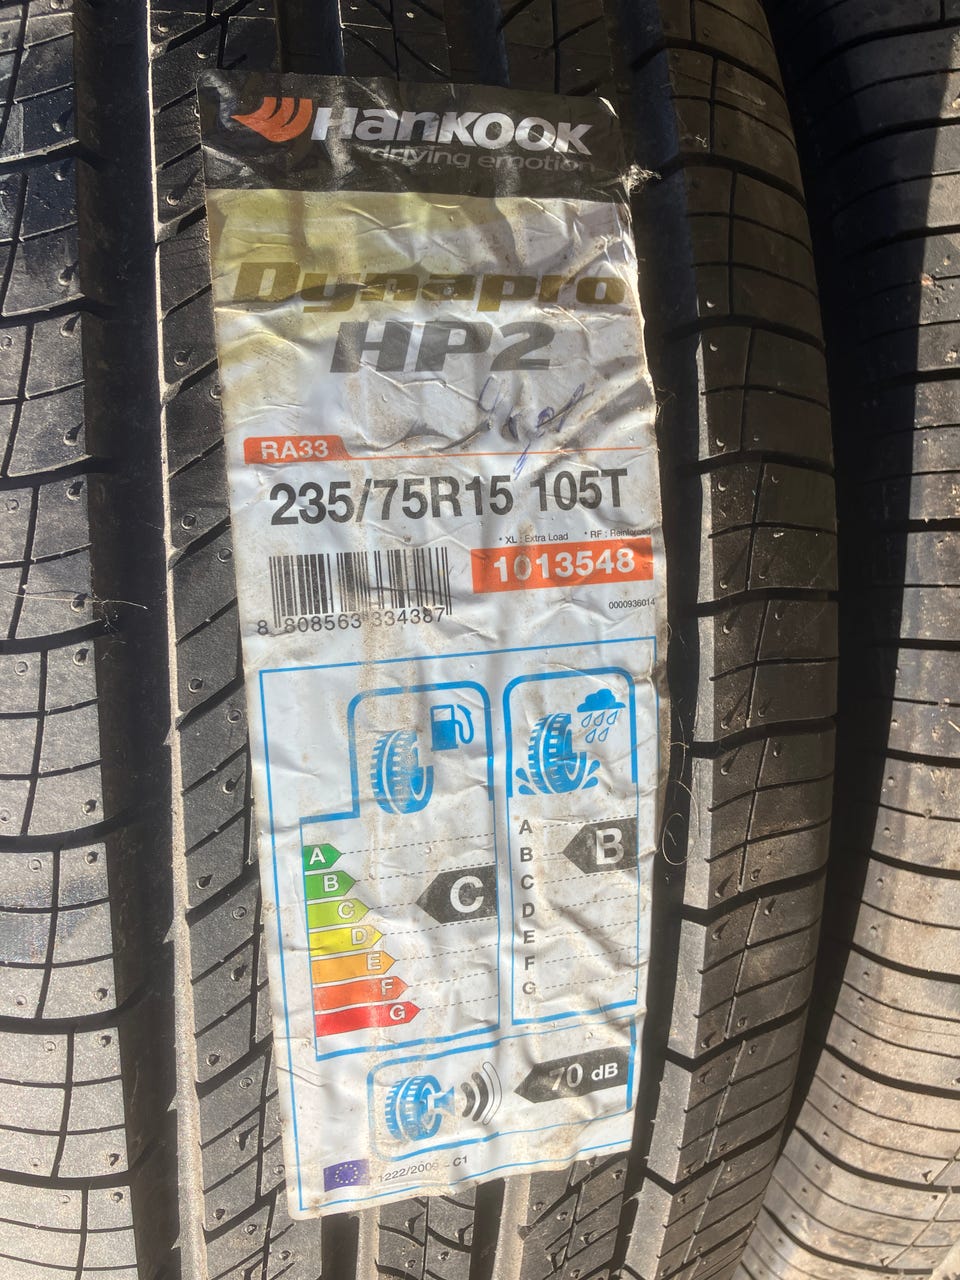 Hankook
driving emotion
Dynapro
HP2
RA33
235/75R15 105T
* XL : Extra Load * RF : Reinforced
1013548
0000936014
8 808563 334387
A
B
C
D
E
F
G
C
A
B
C
D
E
F
G
B
70 dB
1222/2009 - C1